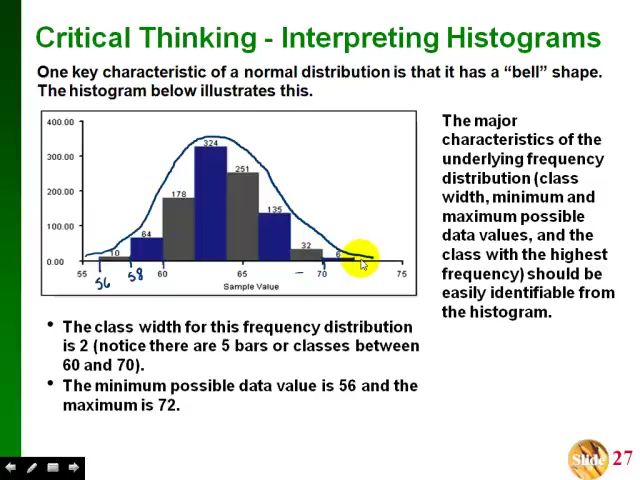 Critical Thinking - Interpreting Histograms
One key characteristic of a normal distribution is that it has a “bell” shape.
The histogram below illustrates this.
400.00
300.00
200.00
100.00
0.00
10
64
178
324
251
135
32
6
55
60
65
70
75
56
58
Sample Value
The major
characteristics of the
underlying frequency
distribution (class
width, minimum and
maximum possible
data values, and the
class with the highest
frequency) should be
easily identifiable from
the histogram.
• The class width for this frequency distribution
is 2 (notice there are 5 bars or classes between
60 and 70).
• The minimum possible data value is 56 and the
maximum is 72.
Slide 27